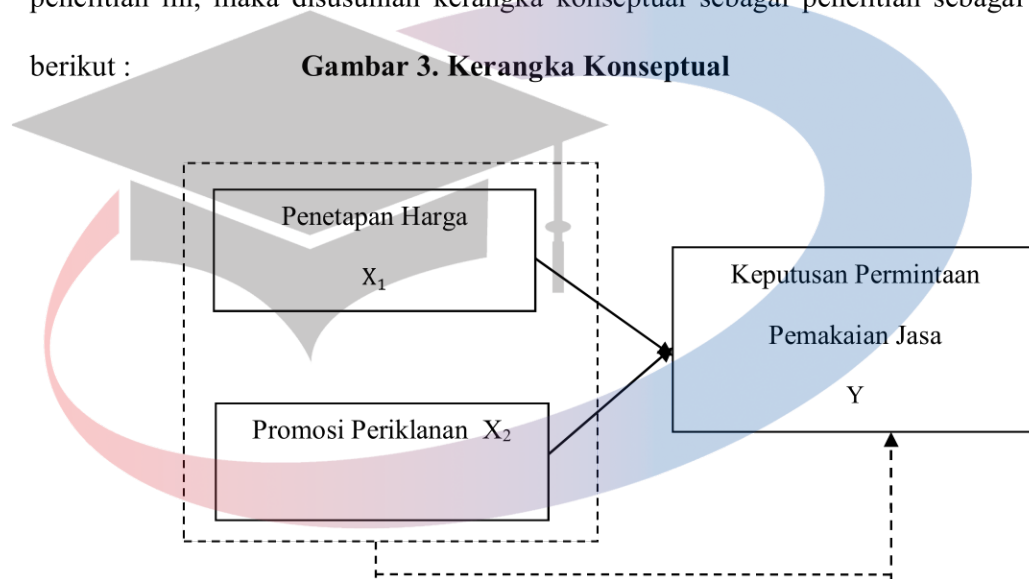 penelitian ini, maka disusunlah kerangka konseptual sebagai penelitian sebagai
berikut :
Gambar 3. Kerangka Konseptual
Penetapan Harga
X₁
Keputusan Permintaan
Pemakaian Jasa
Y
Promosi Periklanan X₂